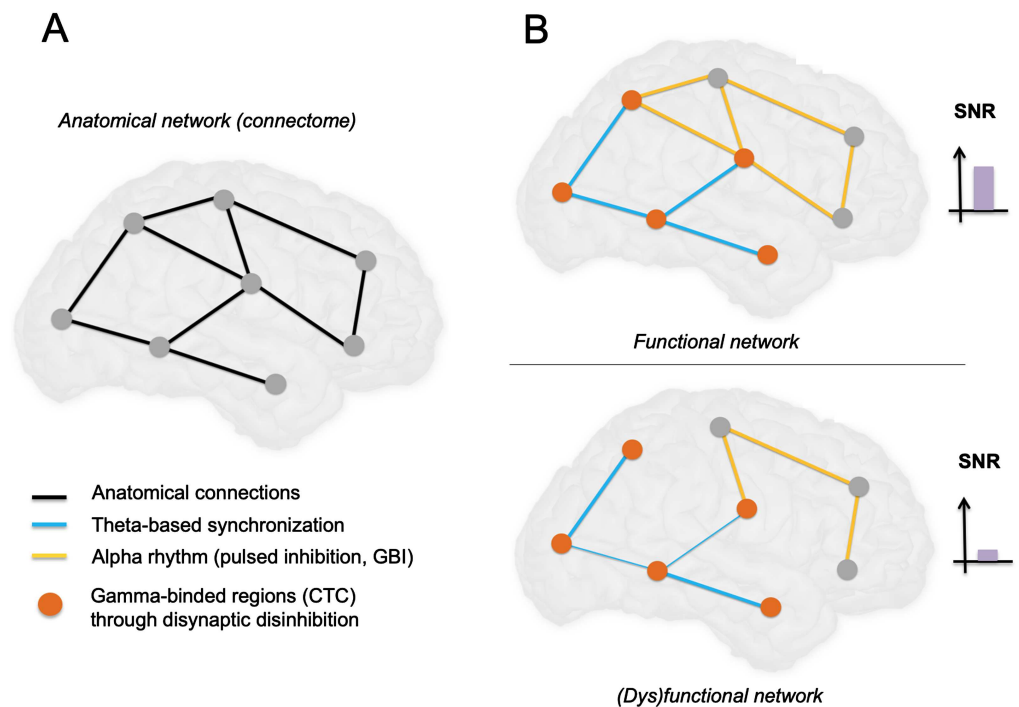 A
Anatomical network (connectome)
Anatomical connections
Theta-based synchronization
Alpha rhythm (pulsed inhibition, GBI)
Gamma-binded regions (CTC)
through disynaptic disinhibition
B
SNR
Functional network
SNR
(Dys)functional network